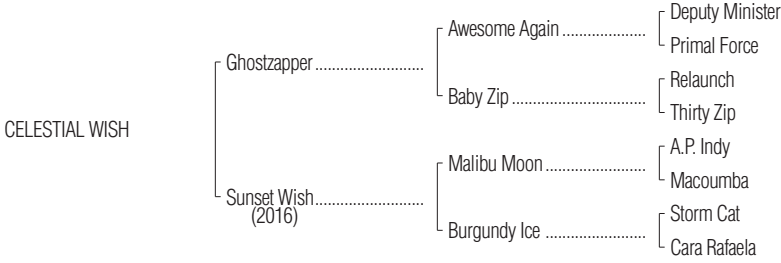 Deputy Minister
Awesome Again ......................
Primal Force
Ghostzapper ..........................
Relaunch
Baby Zip ...................................
Thirty Zip
CELESTIAL WISH
A.P. Indy
Malibu Moon ..........................
Macoumba
Sunset Wish ..........................
(2016)
Storm Cat
Burgundy Ice ..........................
Cara Rafaela